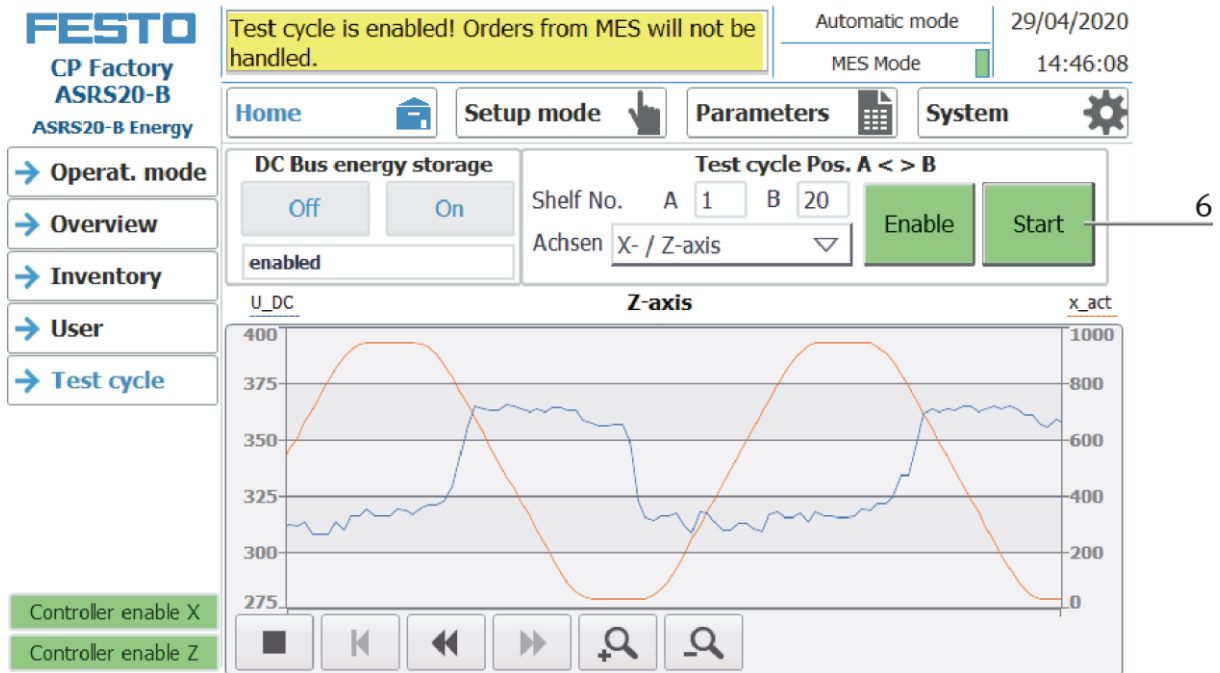 FESTO
CP Factory
ASRS20-B
ASRS20-B Energy
Test cycle is enabled! Orders from MES will not be
handled.
Automatic mode
MES Mode
29/04/2020
14:46:08
Home
Setup mode
Parameters
System
Operat. mode
Overview
Inventory
User
Test cycle
DC Bus energy storage
Off
On
enabled
Test cycle Pos. A < > B
Shelf No. A 1 B 20
Achsen X- / Z-axis
Enable
Start
6
U_DC
Z-axis
x_act
400
375
350
325
300
275
1000
800
600
400
200
0
Controller enable X
Controller enable Z